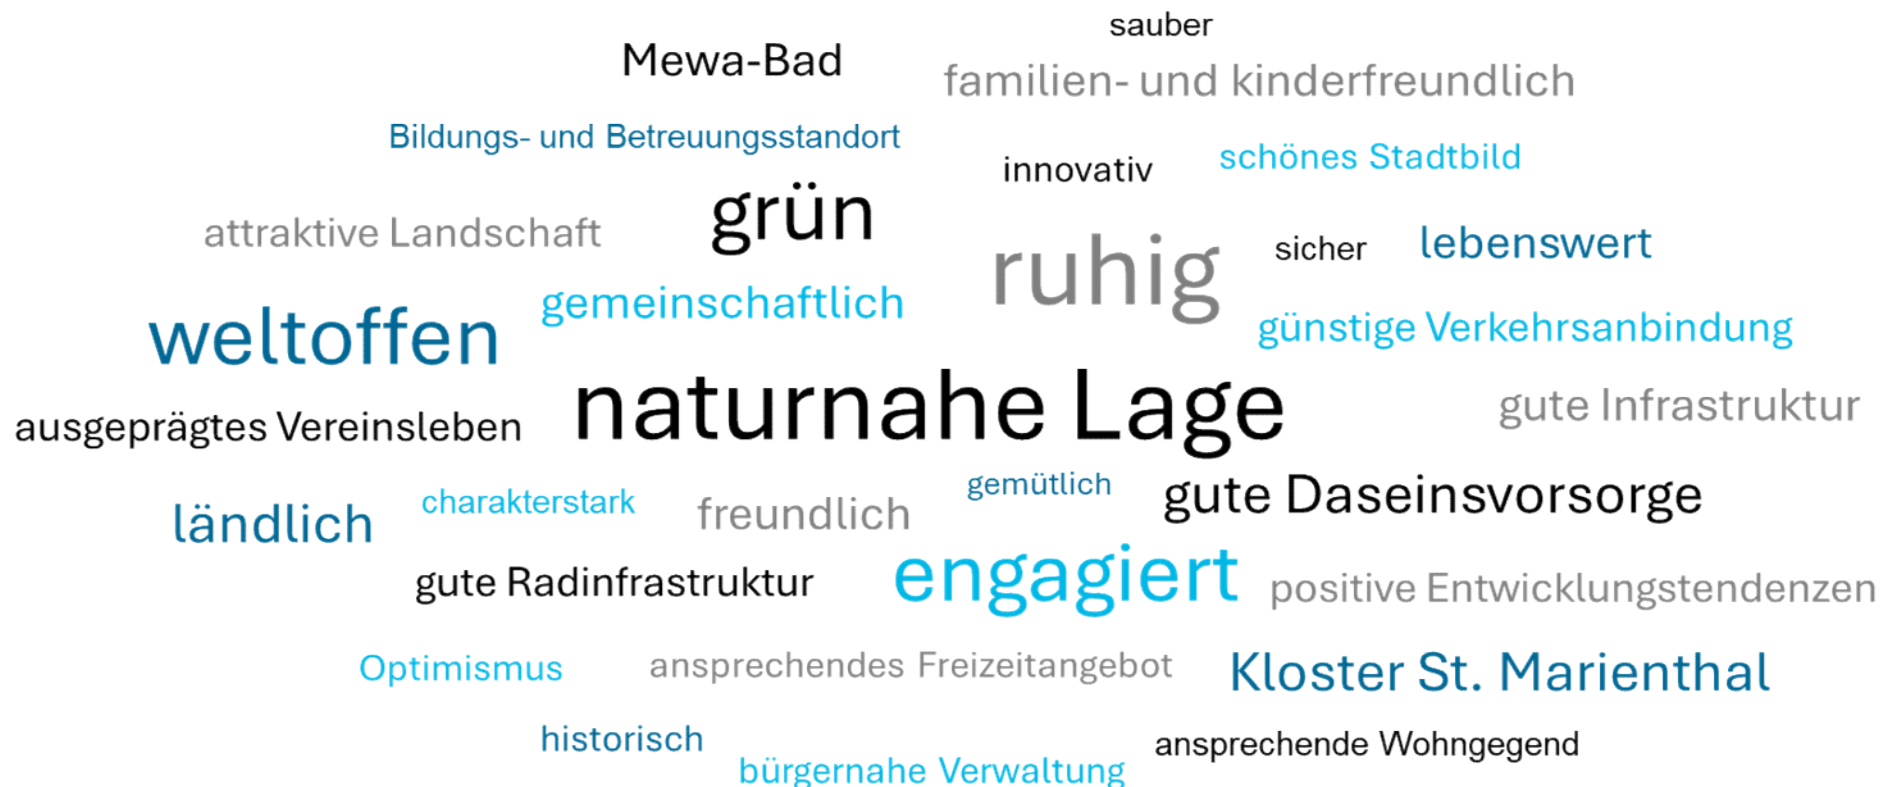 sauber
Mewa-Bad
familien- und kinderfreundlich
Bildungs- und Betreuungsstandort
innovativ
schönes Stadtbild
grün
attraktive Landschaft
ruhig
sicher
lebenswert
gemeinschaftlich
weltoffen
günstige Verkehrsanbindung
naturnahe Lage
gute Infrastruktur
ausgeprägtes Vereinsleben
gemütlich
gute Daseinsvorsorge
charakterstark
freundlich
ländlich
engagiert
gute Radinfrastruktur
positive Entwicklungstendenzen
Optimismus
ansprechendes Freizeitangebot
Kloster St. Marienthal
historisch
ansprechende Wohngegend
bürgernahe Verwaltung